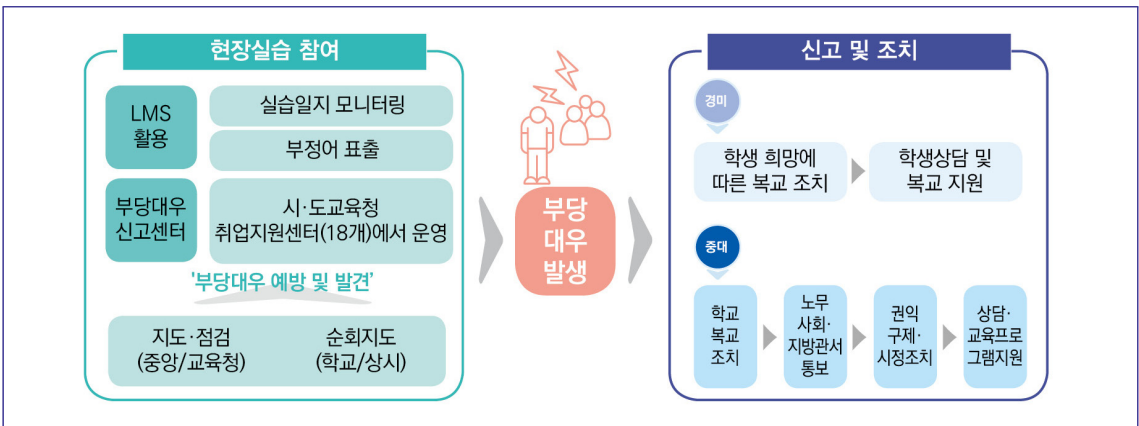 현장실습 참여
LMS
활용
실습일지 모니터링
부정어 표출
부당대우
신고센터
시·도교육청
취업지원센터(18개)에서 운영
'부당대우 예방 및 발견’
지도·점검
(중앙/교육청)
순회지도
(학교/상시)
부당
대우
발생
신고 및 조치
경미
학생 희망에
따른 복교 조치
학생상담 및
복교 지원
중대
학교
복교
조치
노무
사회·
지방관서
통보
권익
구제·
시정조치
상담·
교육프로
그램지원